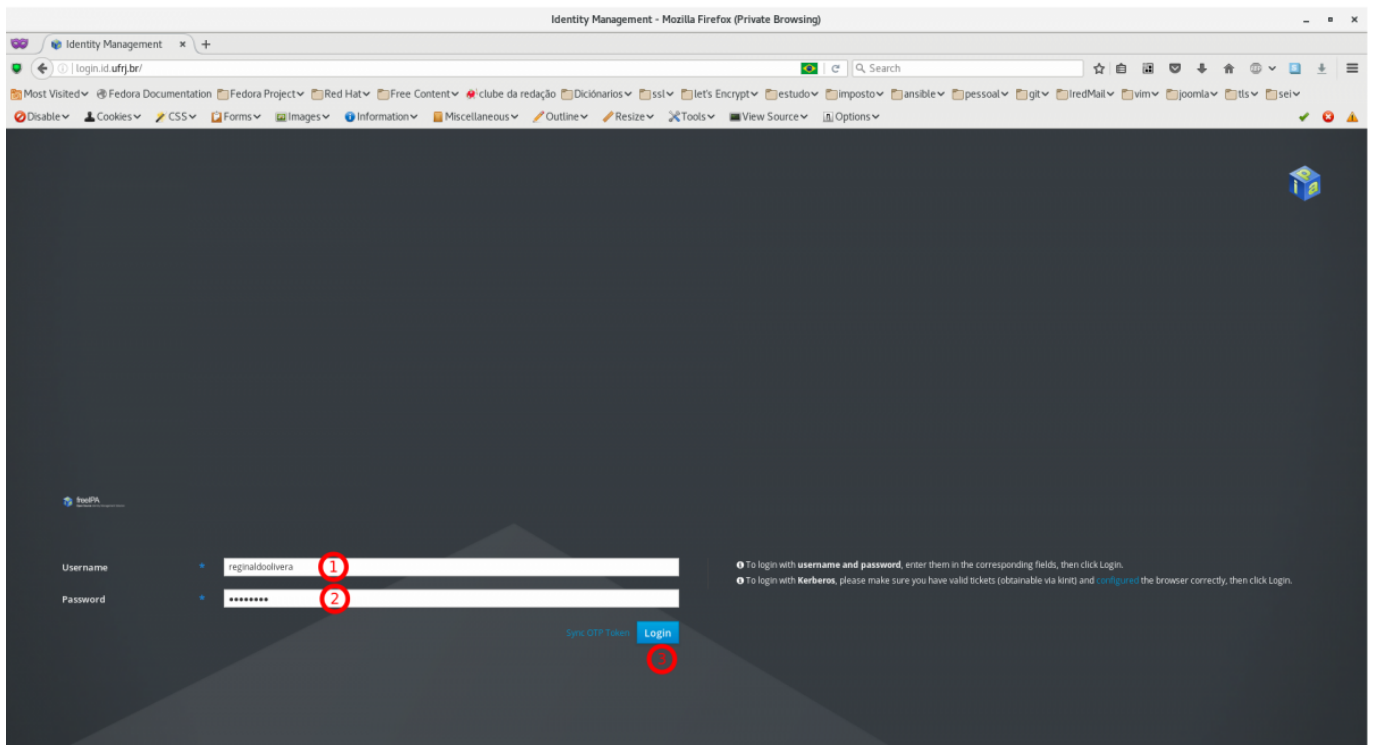 Identity Management - Mozilla Firefox (Private Browsing)
Identity Management × +
login.id.ufrj.br/ Search
Most Visited Fedora Documentation Fedora Project Red Hat Free Content clube da redação Diciónarios ssl let's Encrypt estudo imposto ansible pessoal git IredMail vim joomla tls sei
Disable Cookies CSS Forms Images Information Miscellaneous Outline Resize Tools View Source Options
ipa
freeIPA
Username * reginaldoolivera 1
To login with username and password, enter them in the corresponding fields, then click Login.
To login with Kerberos, please make sure you have valid tickets (obtainable via kinit) and configured the browser correctly, then click Login.
Password * •••••••• 2
Sync OTP Token Login
3